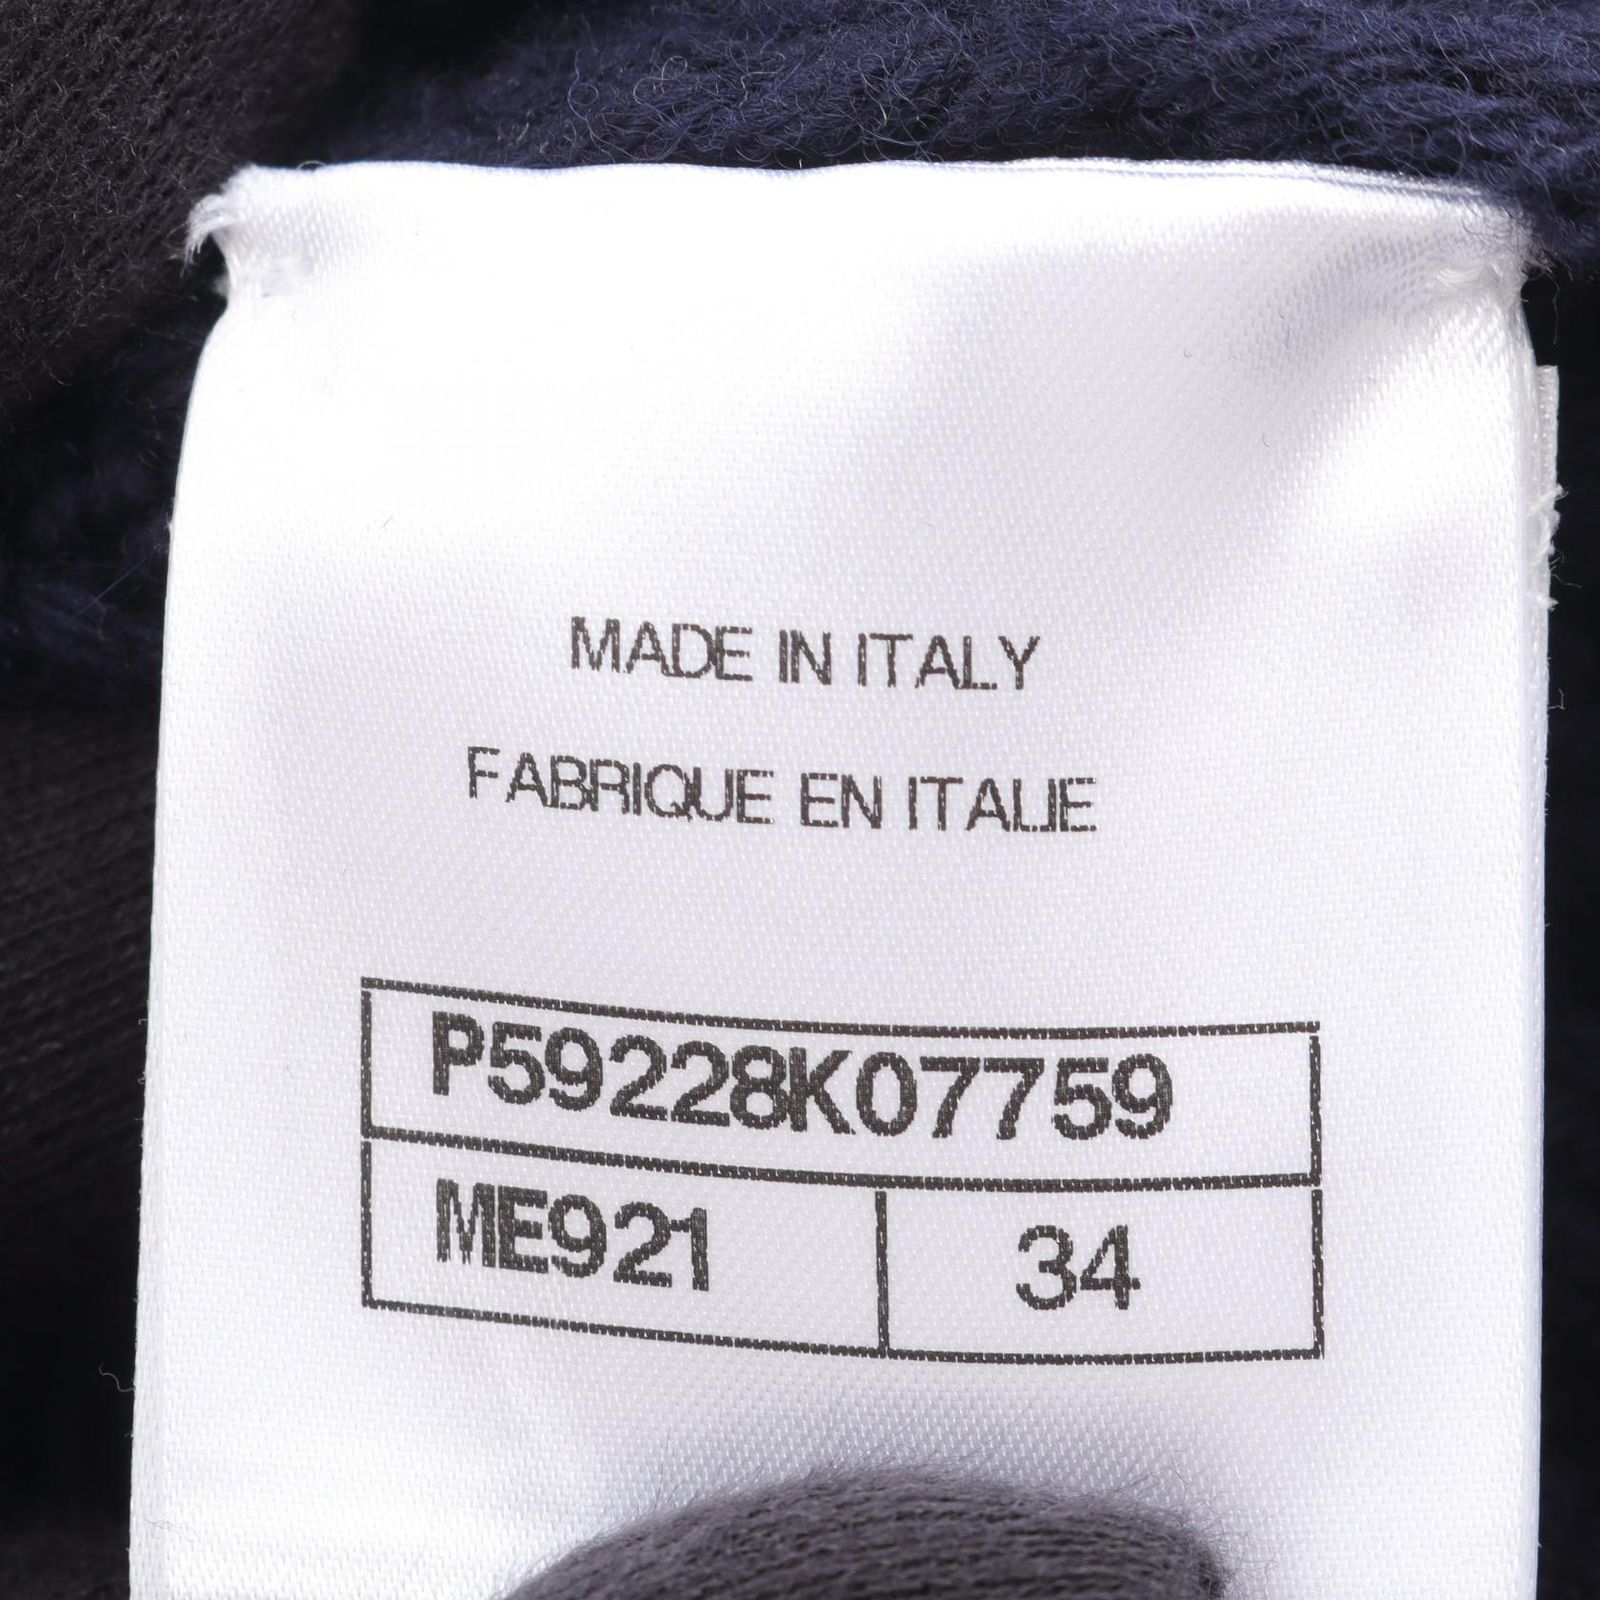 MADE IN ITALY
FABRIQUE EN ITALIE
P59228K07759
ME921 34